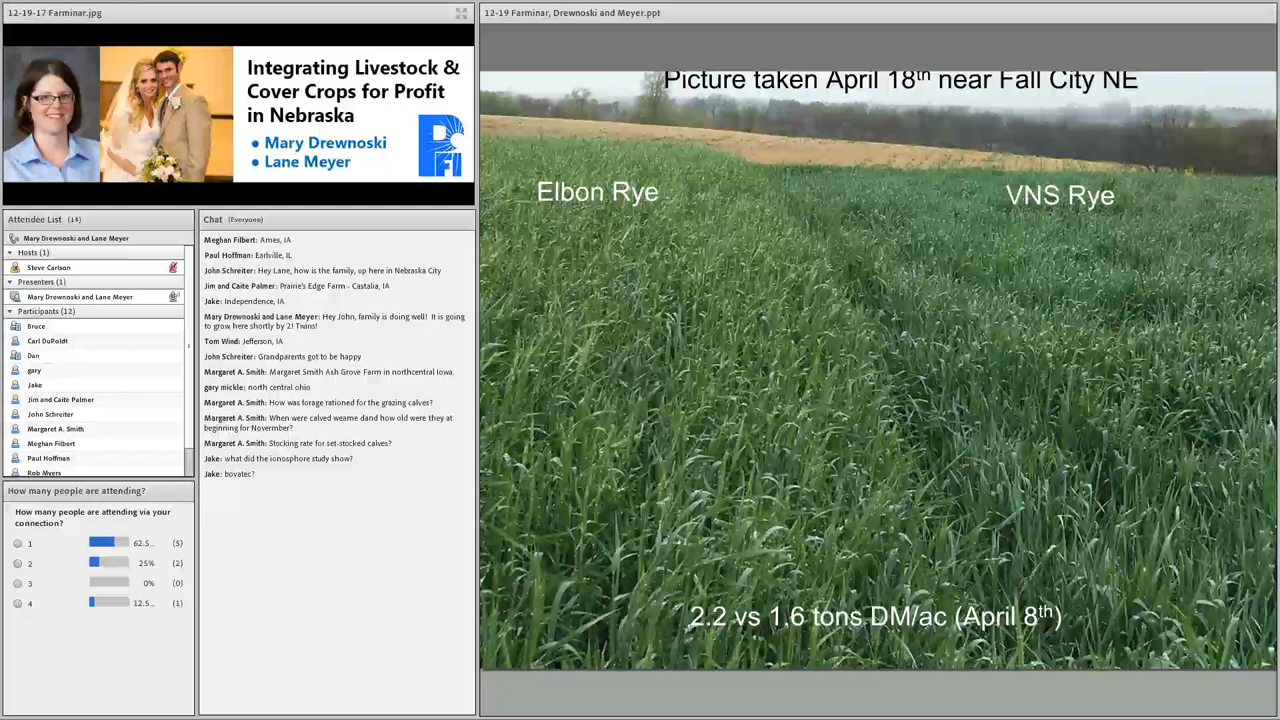 12-19-17 Farminar.jpg
Integrating Livestock &
Cover Crops for Profit
in Nebraska
• Mary Drewnoski
• Lane Meyer
Attendee List (14)
Mary Drewnoski and Lane Meyer
Hosts (1)
Steve Carlson
Presenters (1)
Mary Drewnoski and Lane Meyer
Participants (12)
Bruce
Carl DuPoldt
Dan
gary
Jake
Jim and Caite Palmer
John Schreiter
Margaret A. Smith
Meghan Filbert
Paul Hoffman
Rob Myers
How many people are attending?
How many people are attending via your
connection?
1 62.5... (5)
2 25% (2)
3 0% (0)
4 12.5... (1)
Chat (Everyone)
Meghan Filbert: Ames, IA
Paul Hoffman: Earlville, IL
John Schreiter: Hey Lane, how is the family, up here in Nebraska City
Jim and Caite Palmer: Prairie's Edge Farm - Castalia, IA
Jake: Independence, IA
Mary Drewnoski and Lane Meyer: Hey John, family is doing well! It is going
to grow here shortly by 2! Twins!
Tom Wind: Jefferson, IA
John Schreiter: Grandparents got to be happy
Margaret A. Smith: Margaret Smith Ash Grove Farm in northcentral Iowa.
gary mickle: north central ohio
Margaret A. Smith: How was forage rationed for the grazing calves?
Margaret A. Smith: When were calved weame dand how old were they at
beginning for Novermber?
Margaret A. Smith: Stocking rate for set-stocked calves?
Jake: what did the ionosphore study show?
Jake: bovatec?
12-19 Farminar, Drewnoski and Meyer.ppt
Picture taken April 18th near Fall City NE
Elbon Rye
VNS Rye
2.2 vs 1.6 tons DM/ac (April 8th)